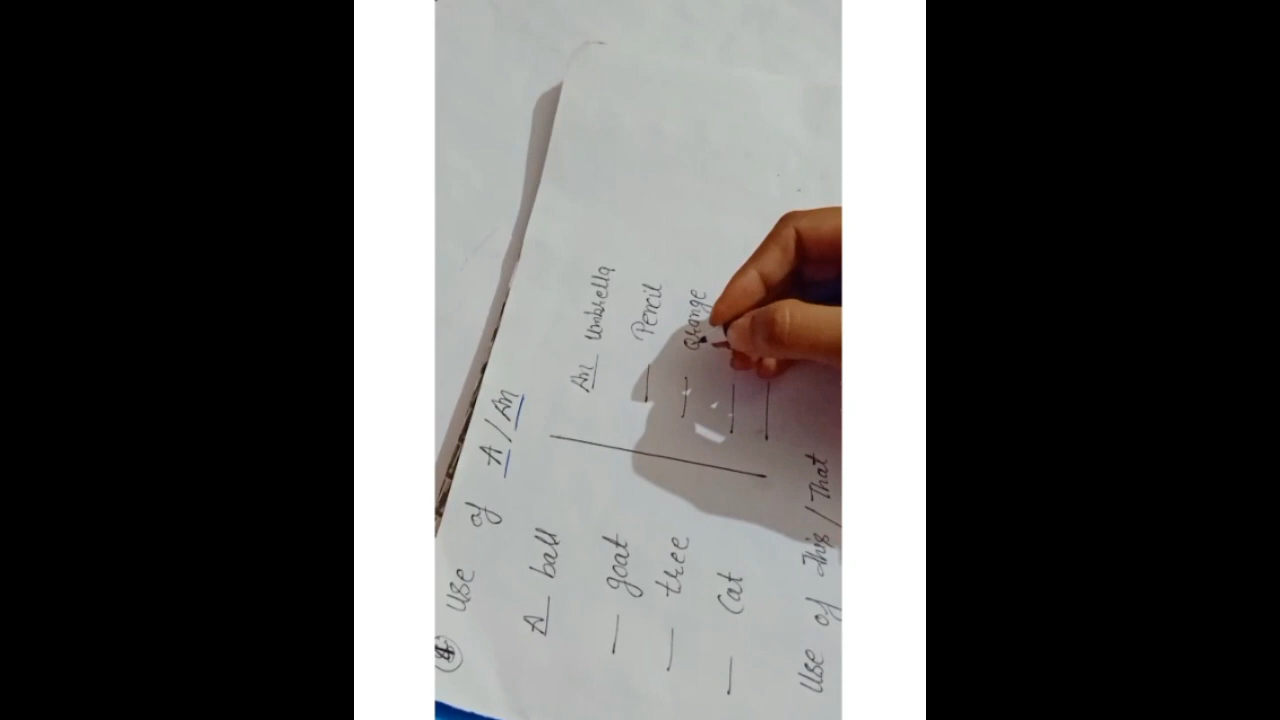 4 Use of A/An
A ball
An umbrella
— goat
— Pencil
— tree
— Orange
— Cat
Use of This/That